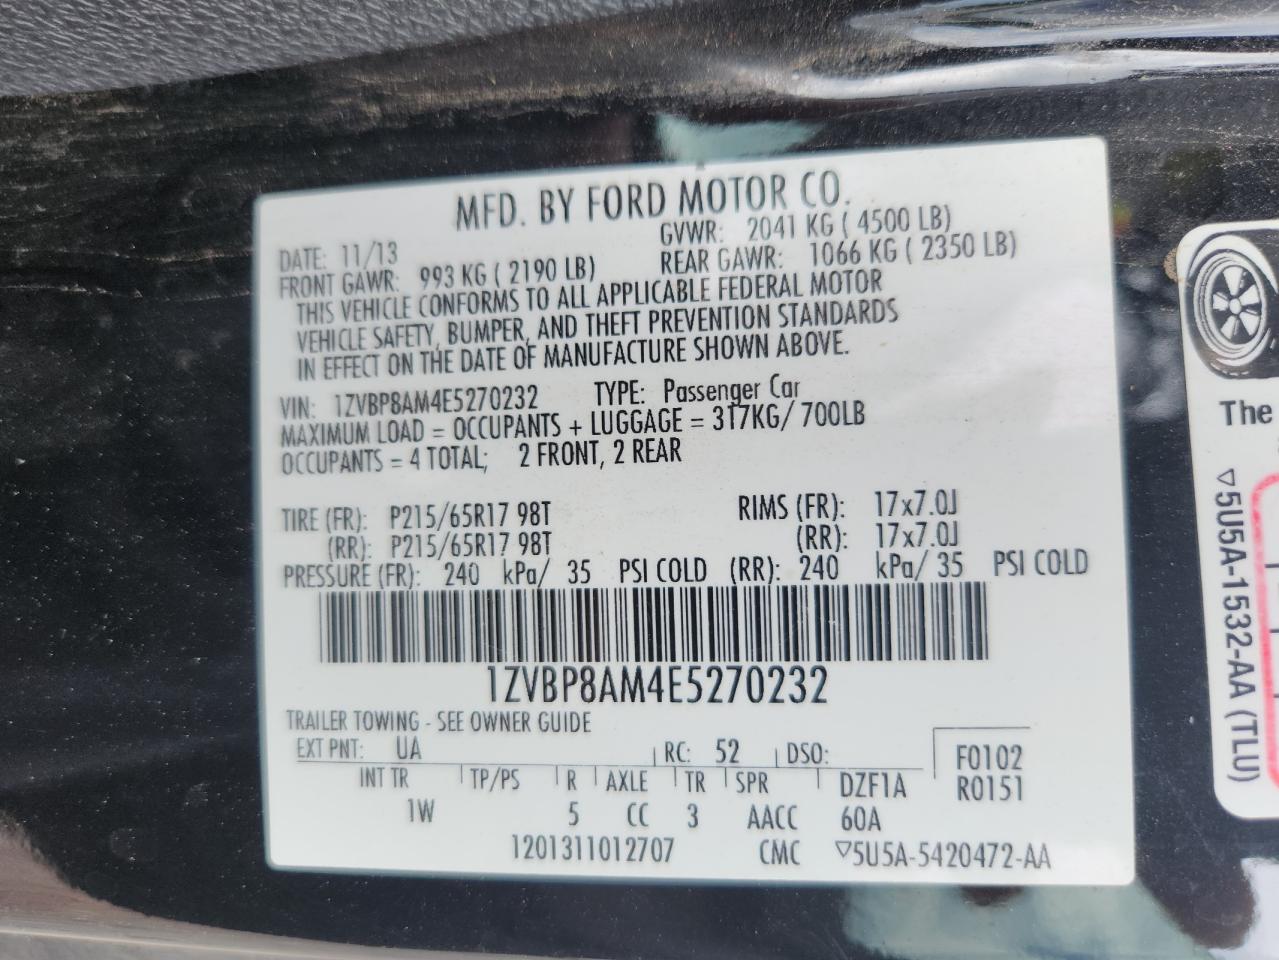 MFD. BY FORD MOTOR CO.
DATE: 11/13 GVWR: 2041 KG ( 4500 LB)
FRONT GAWR: 993 KG ( 2190 LB) REAR GAWR: 1066 KG ( 2350 LB)
THIS VEHICLE CONFORMS TO ALL APPLICABLE FEDERAL MOTOR
VEHICLE SAFETY, BUMPER, AND THEFT PREVENTION STANDARDS
IN EFFECT ON THE DATE OF MANUFACTURE SHOWN ABOVE.
VIN: 1ZVBP8AM4E5270232 TYPE: Passenger Car
MAXIMUM LOAD = OCCUPANTS + LUGGAGE = 317KG/ 700LB
OCCUPANTS = 4 TOTAL; 2 FRONT, 2 REAR
TIRE (FR): P215/65R17 98T RIMS (FR): 17x7.0J
(RR): P215/65R17 98T (RR): 17x7.0J
PRESSURE (FR): 240 kPa/ 35 PSI COLD (RR): 240 kPa/ 35 PSI COLD
1ZVBP8AM4E5270232
TRAILER TOWING - SEE OWNER GUIDE
EXT PNT: UA RC: 52 DSO: F0102
INT TR TP/PS R AXLE TR SPR DZF1A R0151
1W 5 CC 3 AACC 60A
1201311012707 CMC ▽5U5A-5420472-AA
The
▽5U5A-1532-AA (TLU)